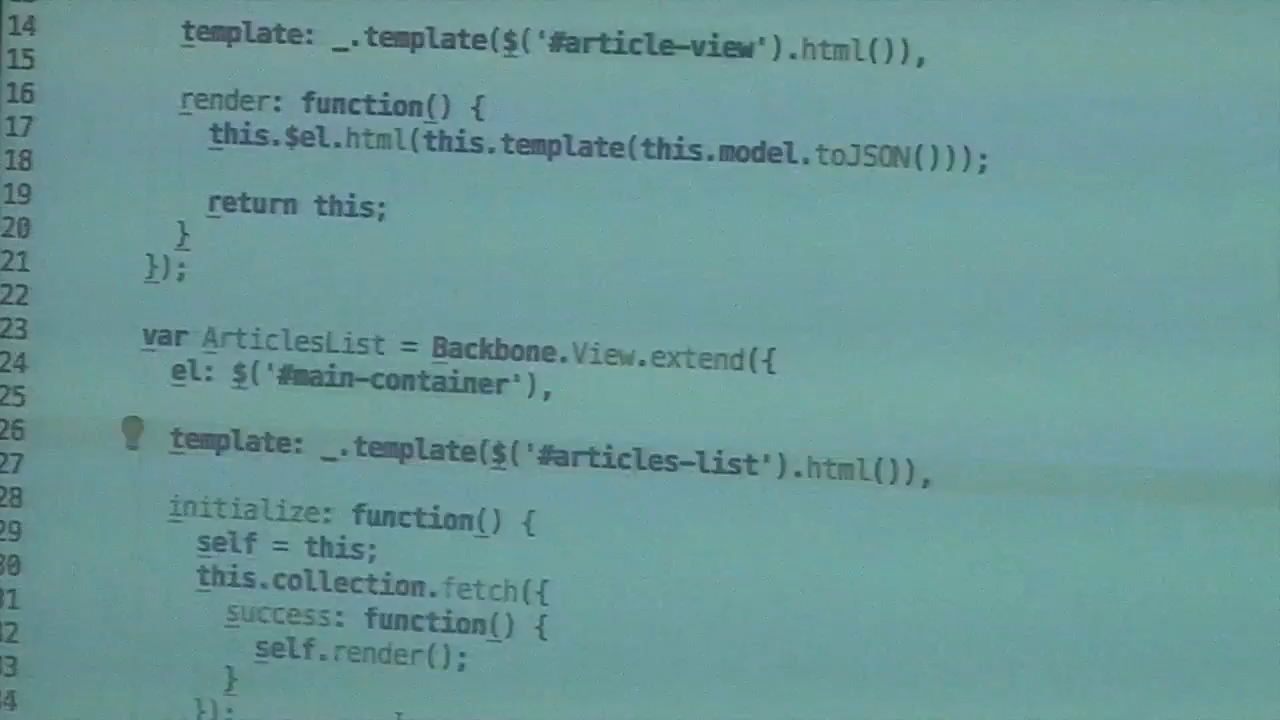 14 template: _.template($('#article-view').html()),
15
16 render: function() {
17 this.$el.html(this.template(this.model.toJSON()));
18
19 return this;
20 }
21 });
22
23 var ArticlesList = Backbone.View.extend({
24 el: $('#main-container'),
25
26 template: _.template($('#articles-list').html()),
27
28 initialize: function() {
29 self = this;
30 this.collection.fetch({
31 success: function() {
32 self.render();
33 }
34 });